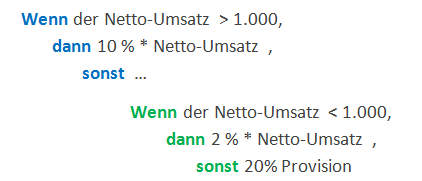 Wenn der Netto-Umsatz > 1.000,
dann 10 % * Netto-Umsatz ,
sonst ...
Wenn der Netto-Umsatz < 1.000,
dann 2 % * Netto-Umsatz ,
sonst 20% Provision